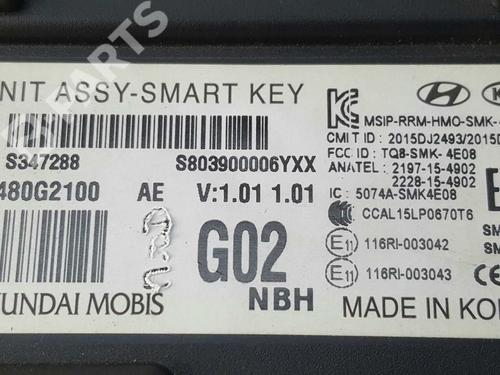 PARTS
NIT ASSY-SMART KEY
S347288 S803900006YXX
480G2100 AE V:1.01 1.01
G02
NBH
UNDAI MOBIS
MSIP-RRM-HMO-SMK-
CMIT ID : 2015DJ2493/2015D
FCC ID : TQ8-SMK-4E08
ANATEL : 2197-15-4902
2228-15-4902
IC : 5074A-SMK4E08
CCAL15LP0670T6
E11 116RI-003042
E11 116RI-003043
SM
SM
MADE IN KO